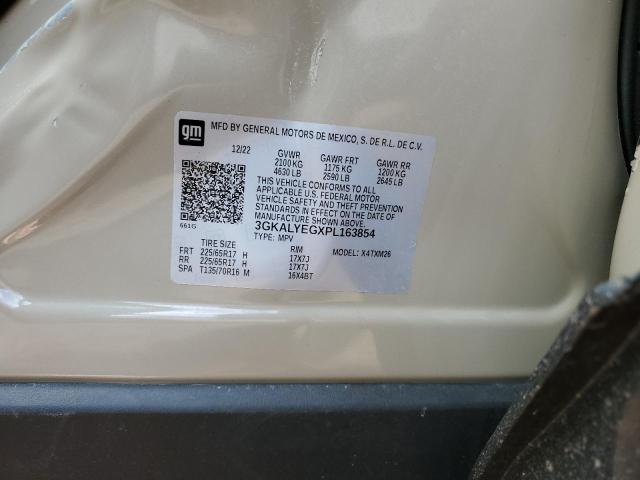 gm
MFD BY GENERAL MOTORS DE MEXICO, S. DE R.L. DE C.V.
12/22 GVWR GAWR FRT GAWR RR
2100 KG 1175 KG 1200 KG
4630 LB 2590 LB 2645 LB
THIS VEHICLE CONFORMS TO ALL
APPLICABLE U.S. FEDERAL MOTOR
VEHICLE SAFETY AND THEFT PREVENTION
STANDARDS IN EFFECT ON THE DATE OF
MANUFACTURE SHOWN ABOVE.
661G 3GKALYEGXPL163854
TYPE: MPV MODEL: X4TXM26
TIRE SIZE RIM
FRT 225/65R17 H 17X7J
RR 225/65R17 H 17X7J
SPA T135/70R16 M 16X4BT